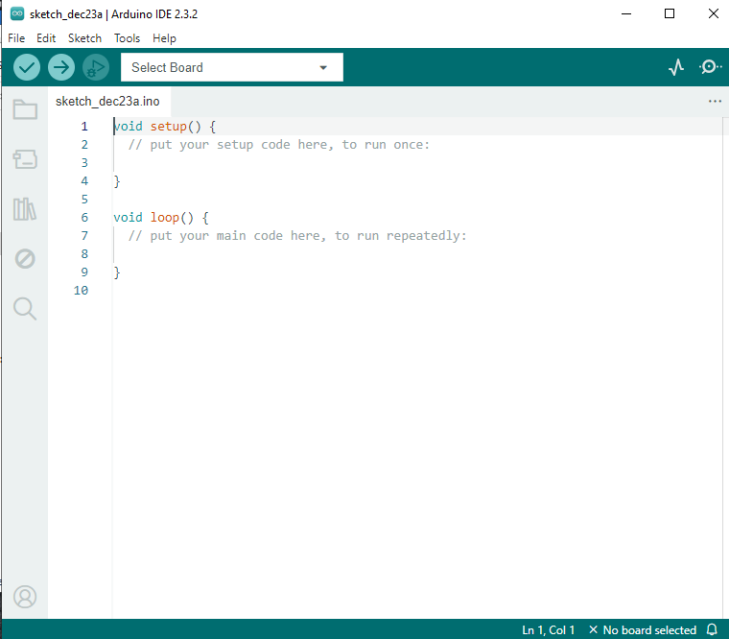 sketch_dec23a | Arduino IDE 2.3.2
File Edit Sketch Tools Help
Select Board
sketch_dec23a.ino
1 void setup() {
2 // put your setup code here, to run once:
3
4 }
5
6 void loop() {
7 // put your main code here, to run repeatedly:
8
9 }
10
Ln 1, Col 1 × No board selected